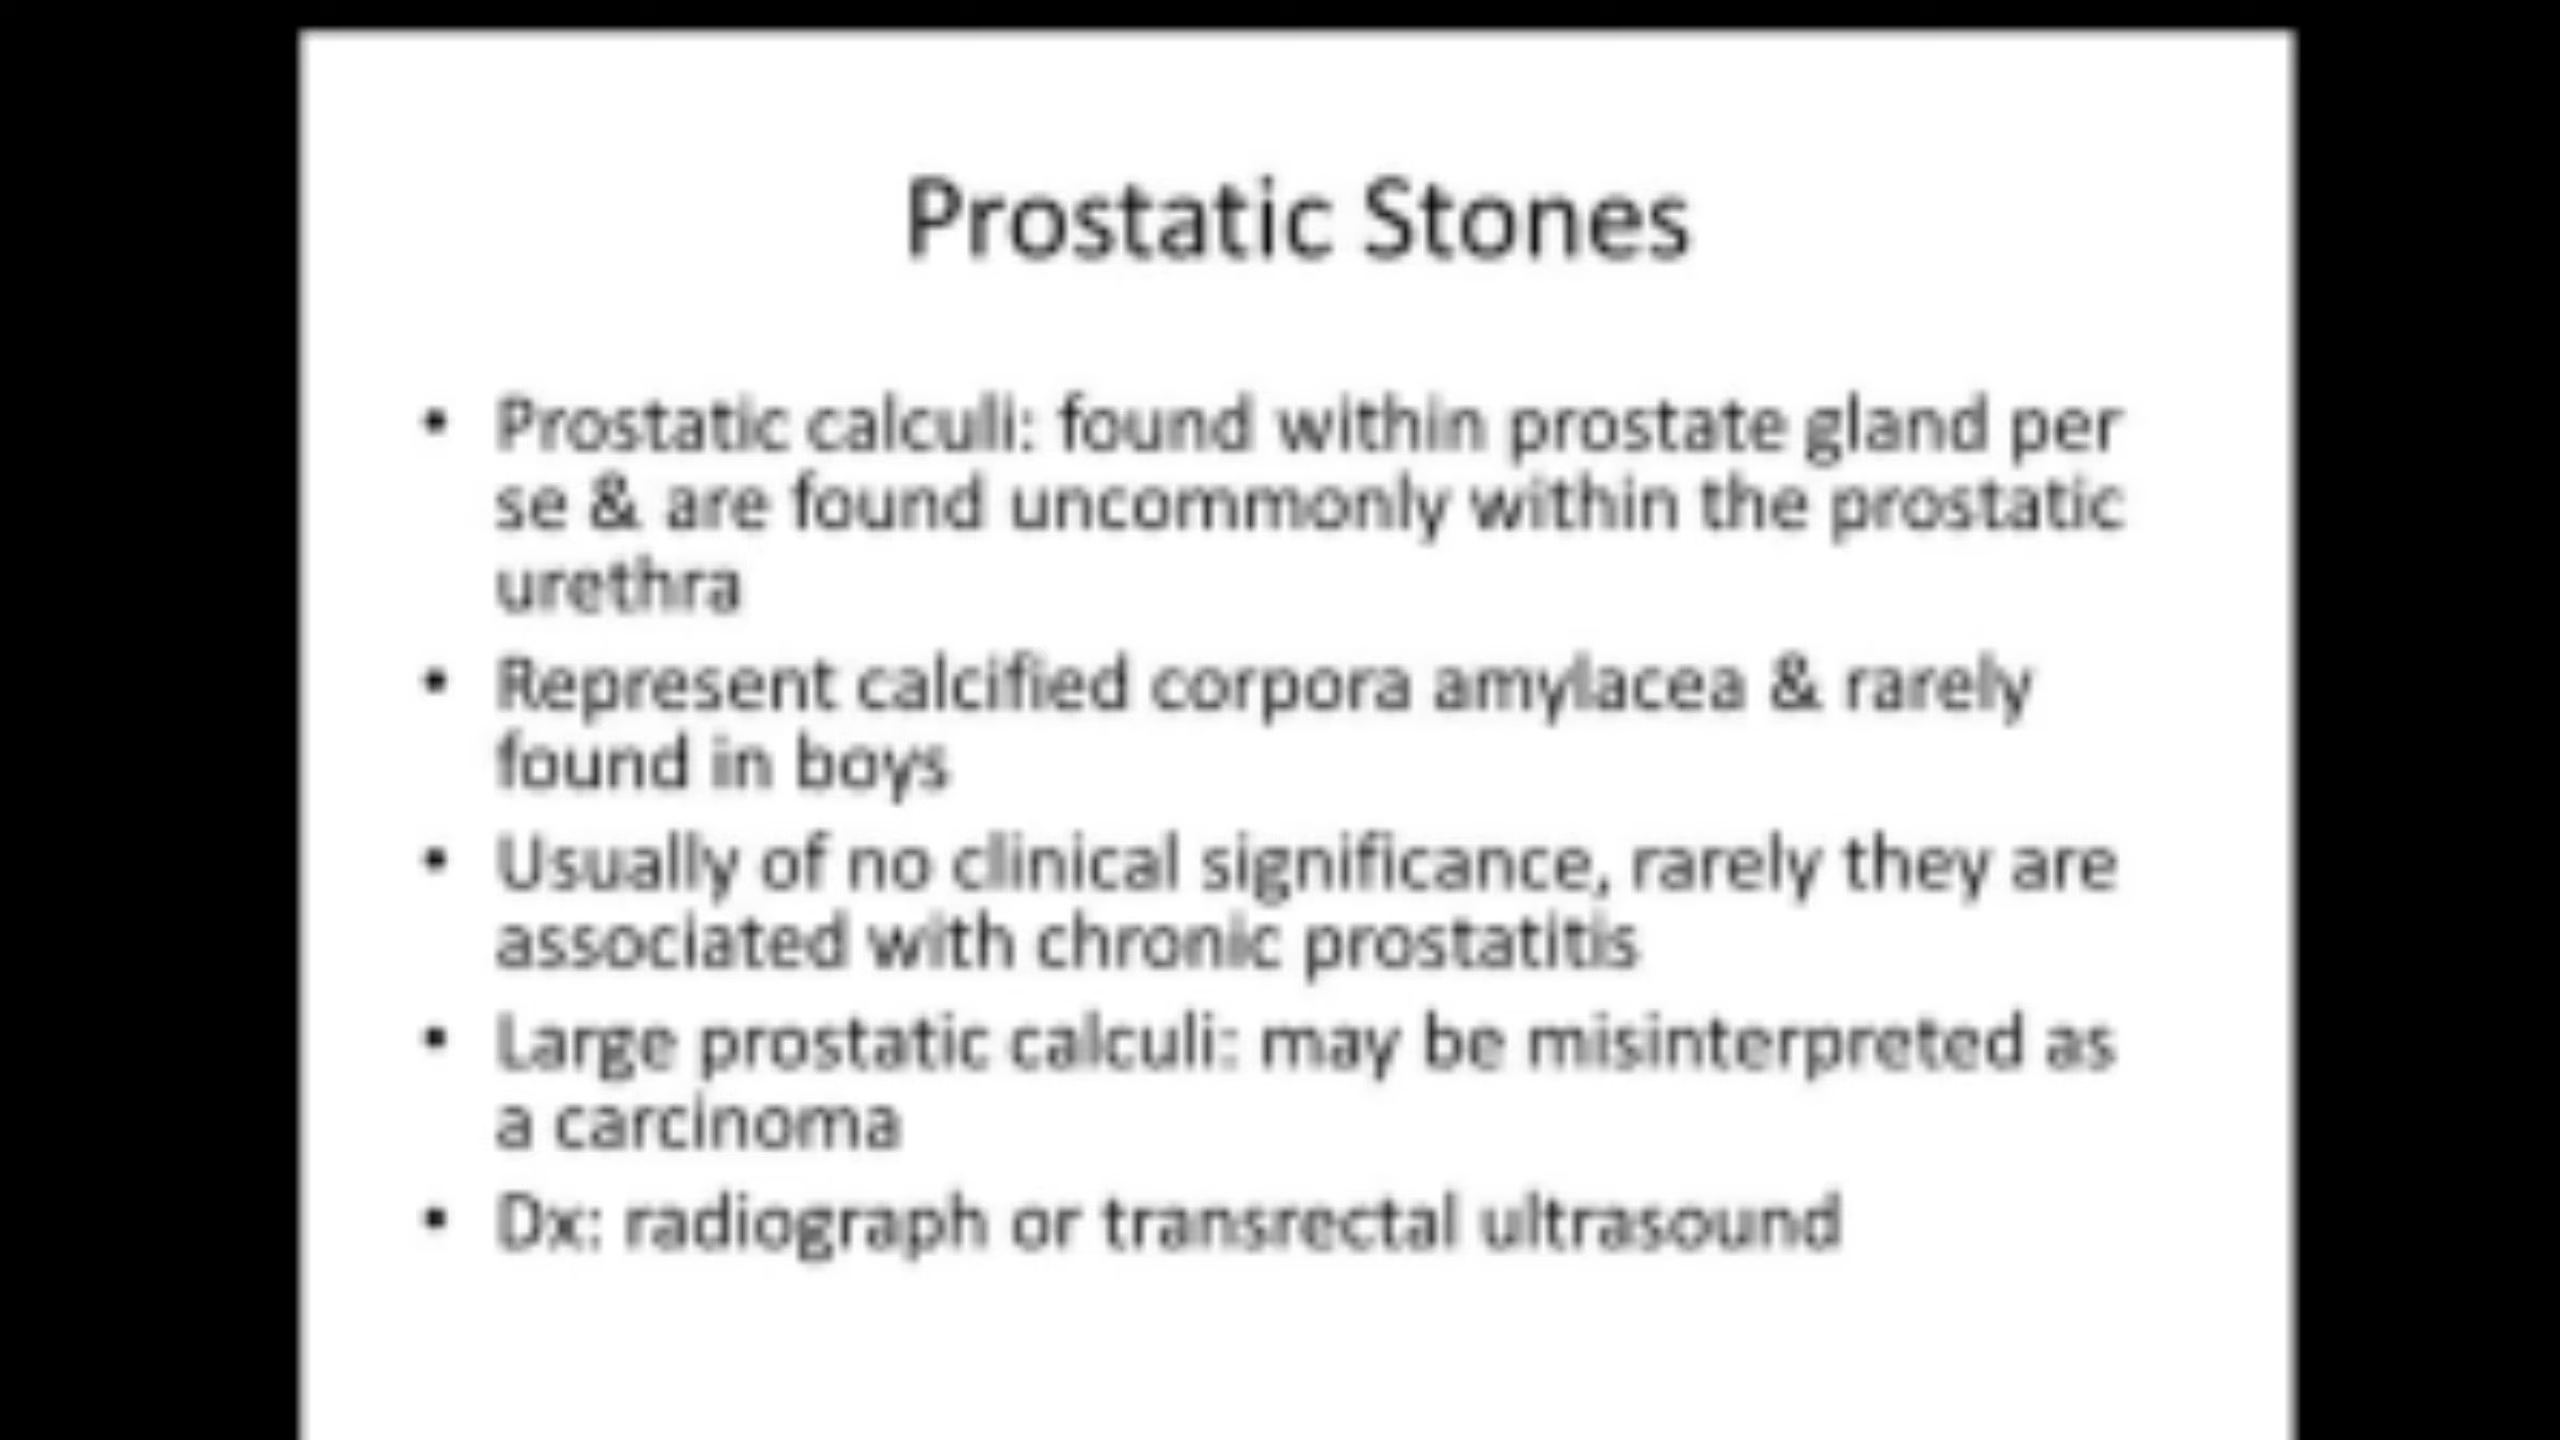 Prostatic Stones
• Prostatic calculi: found within prostate gland per
se & are found uncommonly within the prostatic
urethra
• Represent calcified corpora amylacea & rarely
found in boys
• Usually of no clinical significance, rarely they are
associated with chronic prostatitis
• Large prostatic calculi: may be misinterpreted as
a carcinoma
• Dx: radiograph or transrectal ultrasound